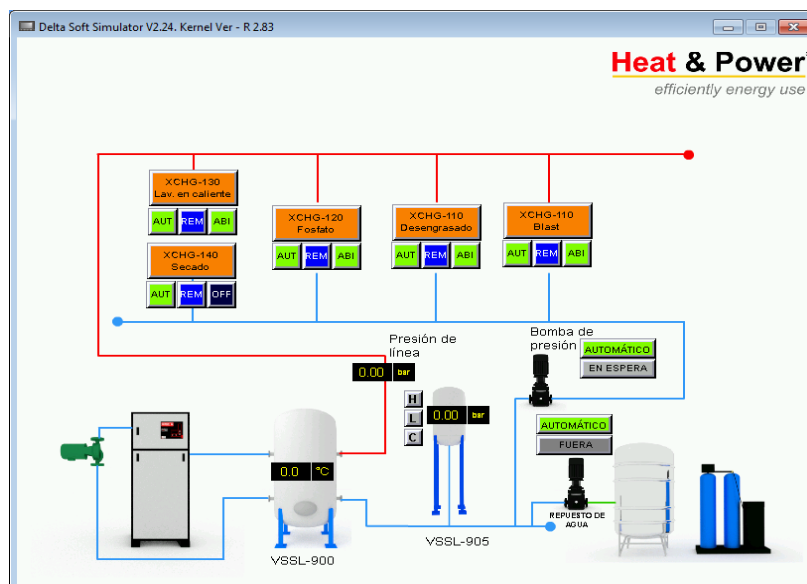 Delta Soft Simulator V2.24. Kernel Ver - R 2.83
Heat & Power
efficiently energy use
XCHG-130
Lav. en caliente
AUT REM ABI
XCHG-140
Secado
AUT REM OFF
XCHG-120
Fosfato
AUT REM ABI
XCHG-110
Desengrasado
AUT REM ABI
XCHG-110
Blast
AUT REM ABI
Presión de
línea
0.00 bar
Bomba de
presión
AUTOMÁTICO
EN ESPERA
H
L
C
0.00 bar
AUTOMÁTICO
FUERA
0.0 °C
REPUESTO DE
AGUA
VSSL-900
VSSL-905